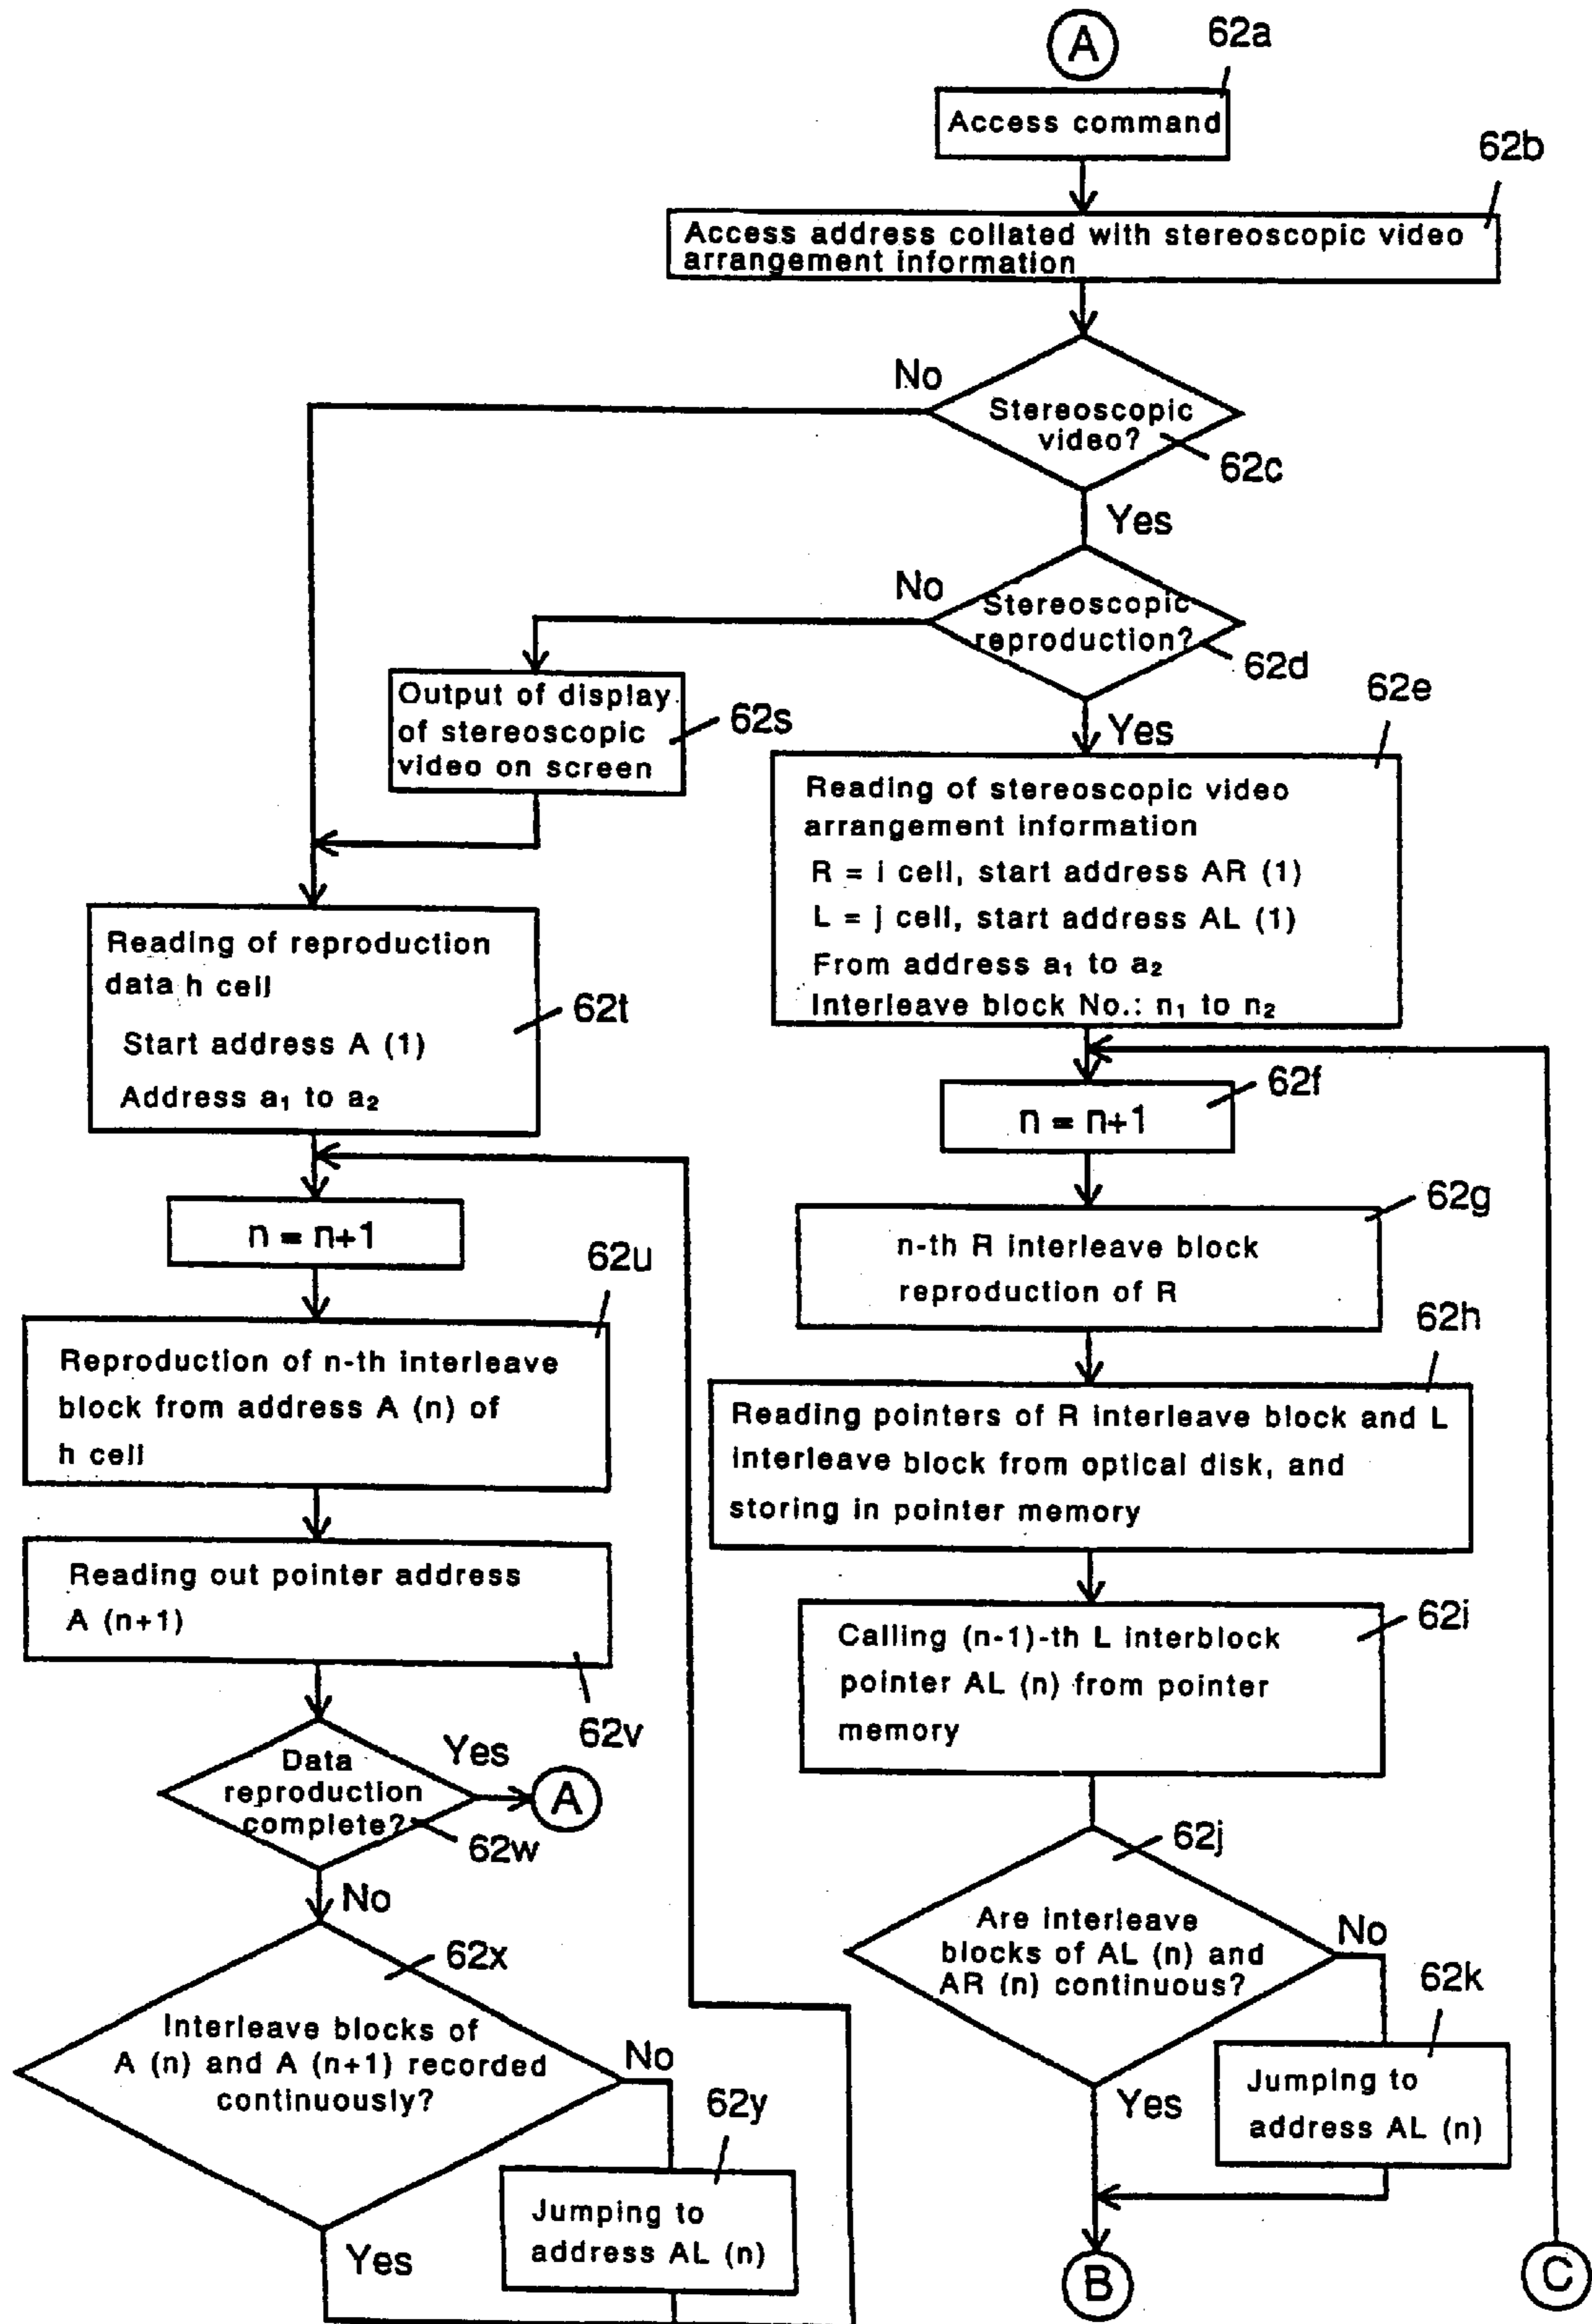 A
62a
Access command
62b
Access address collated with stereoscopic video
arrangement information
No
Stereoscopic
video?
62c
Yes
No
Stereoscopic
reproduction?
62d
Yes
Output of display
of stereoscopic
video on screen
62s
62e
Reading of stereoscopic video
arrangement information
R = i cell, start address AR (1)
L = j cell, start address AL (1)
From address a₁ to a₂
Interleave block No.: n₁ to n₂
Reading of reproduction
data h cell
Start address A (1)
Address a₁ to a₂
62t
62f
n = n+1
n = n+1
62g
n-th R interleave block
reproduction of R
62u
Reproduction of n-th interleave
block from address A (n) of
h cell
62h
Reading pointers of R interleave block and L
interleave block from optical disk, and
storing in pointer memory
Reading out pointer address
A (n+1)
62v
62i
Calling (n-1)-th L interblock
pointer AL (n) from pointer
memory
Data
reproduction
complete?
Yes
A
62w
No
62j
Are interleave
blocks of AL (n) and
AR (n) continuous?
No
62k
Jumping to
address AL (n)
Yes
62x
Interleave blocks of
A (n) and A (n+1) recorded
continuously?
No
62y
Jumping to
address AL (n)
Yes
B
C